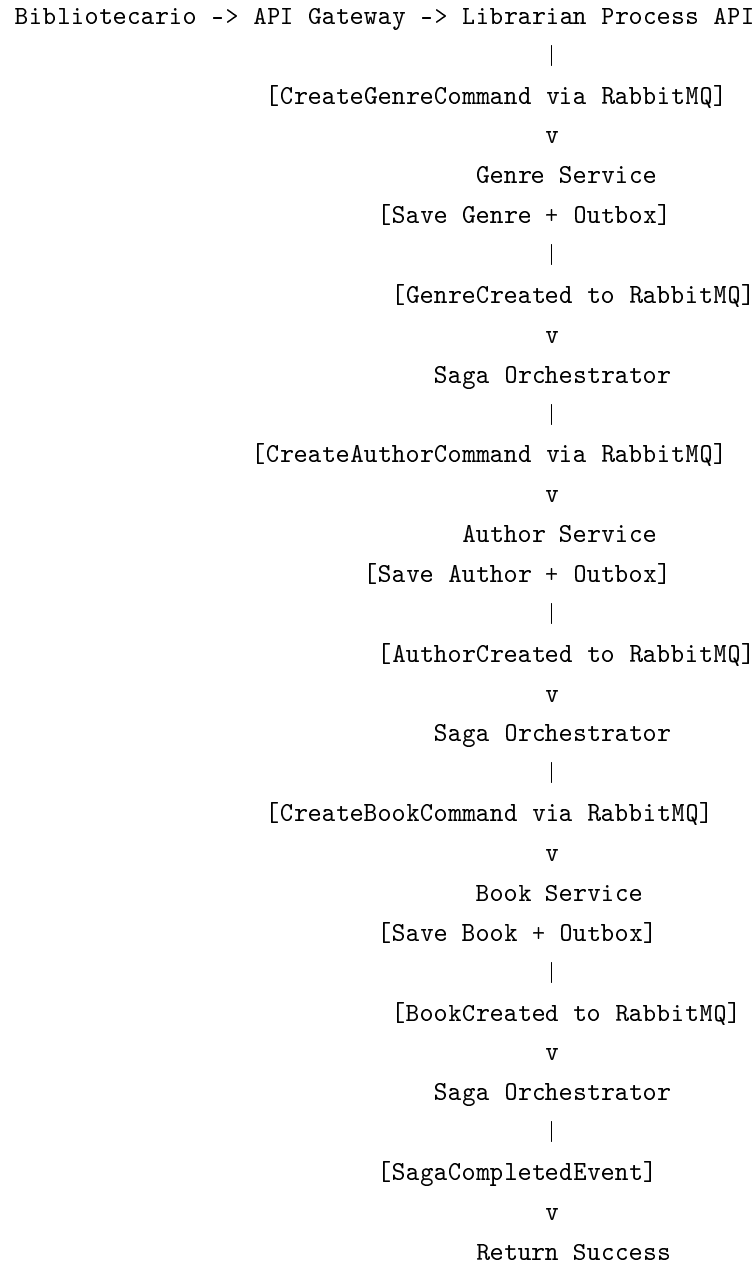 Bibliotecario -> API Gateway -> Librarian Process API
|
[CreateGenreCommand via RabbitMQ]
v
Genre Service
[Save Genre + Outbox]
|
[GenreCreated to RabbitMQ]
v
Saga Orchestrator
|
[CreateAuthorCommand via RabbitMQ]
v
Author Service
[Save Author + Outbox]
|
[AuthorCreated to RabbitMQ]
v
Saga Orchestrator
|
[CreateBookCommand via RabbitMQ]
v
Book Service
[Save Book + Outbox]
|
[BookCreated to RabbitMQ]
v
Saga Orchestrator
|
[SagaCompletedEvent]
v
Return Success